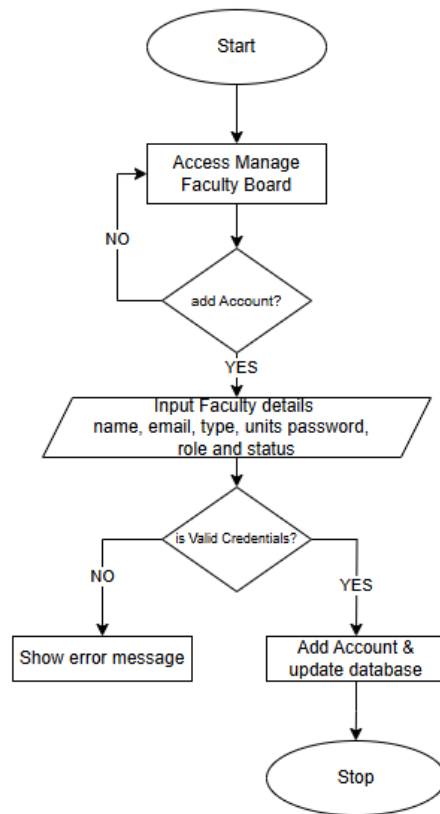 Start
Access Manage
Faculty Board
NO
add Account?
YES
Input Faculty details
name, email, type, units password,
role and status
is Valid Credentials?
NO
YES
Show error message
Add Account &
update database
Stop